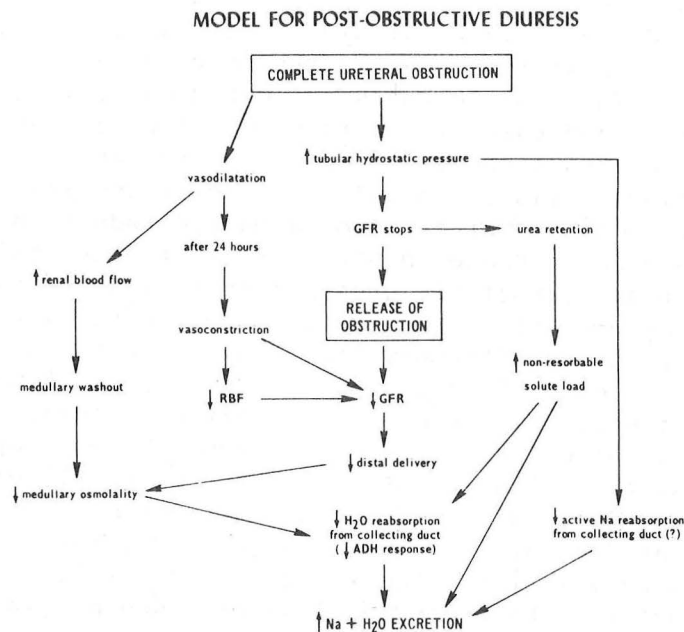 MODEL FOR POST-OBSTRUCTIVE DIURESIS
COMPLETE URETERAL OBSTRUCTION
↑ tubular hydrostatic pressure
vasodilatation
GFR stops
urea retention
after 24 hours
↑ renal blood flow
RELEASE OF
OBSTRUCTION
vasoconstriction
↑ non-resorbable
solute load
medullary washout
↓ RBF
↓ GFR
↓ distal delivery
↓ medullary osmolality
↓ H₂O reabsorption
from collecting duct
(↓ ADH response)
↓ active Na reabsorption
from collecting duct (?)
↑ Na + H₂O EXCRETION